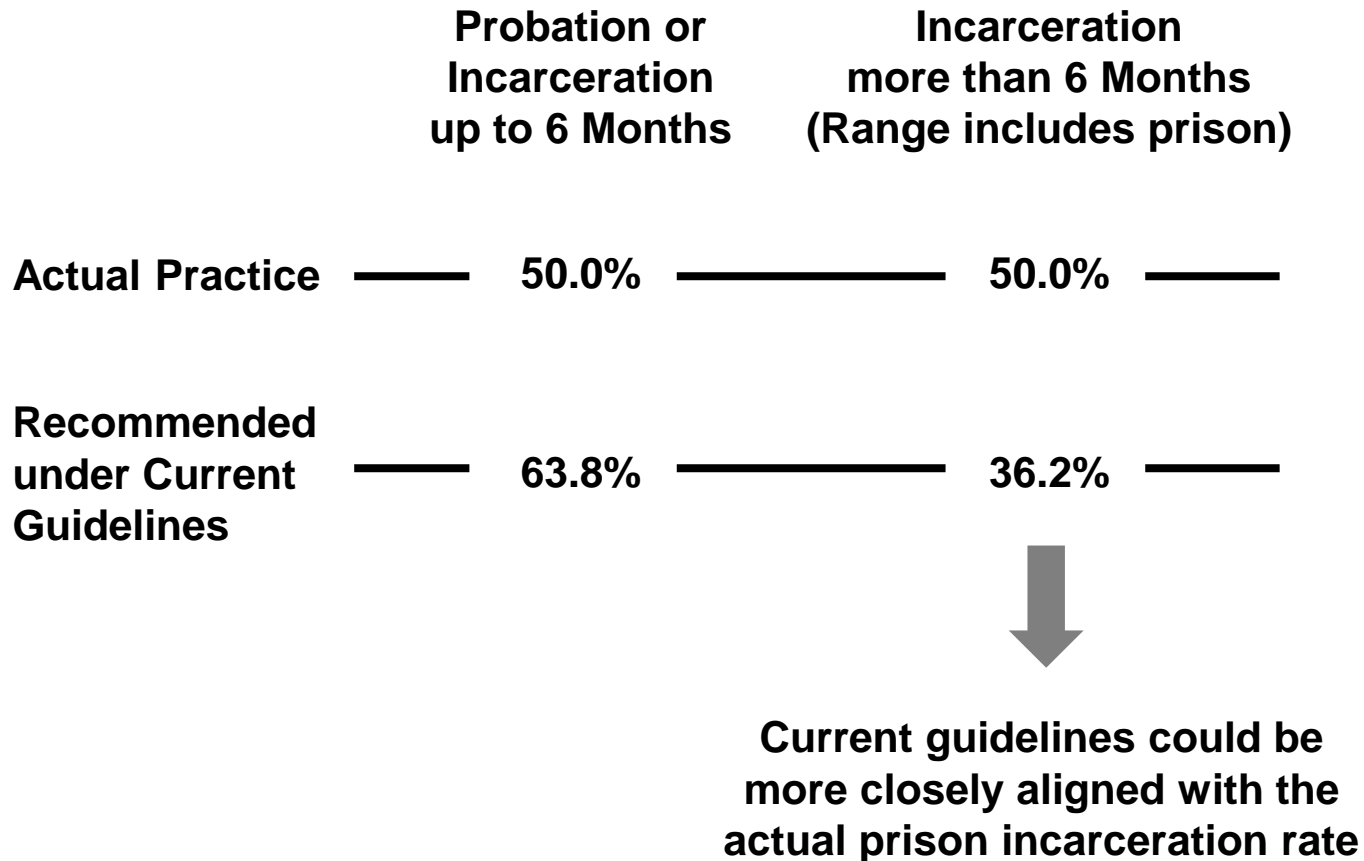 Probation or
Incarceration
up to 6 Months
Incarceration
more than 6 Months
(Range includes prison)
Actual Practice 50.0% 50.0%
Recommended
under Current
Guidelines
63.8% 36.2%
Current guidelines could be
more closely aligned with the
actual prison incarceration rate